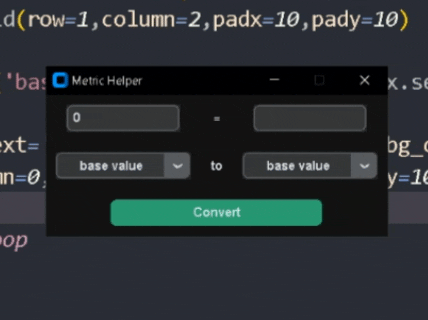 d(row=1,column=2,padx=10,pady=10)
Metric Helper
'bas
x.se
0 =
ext=
bg_c
base value to base value
mn=0,
y=10
Convert
oop